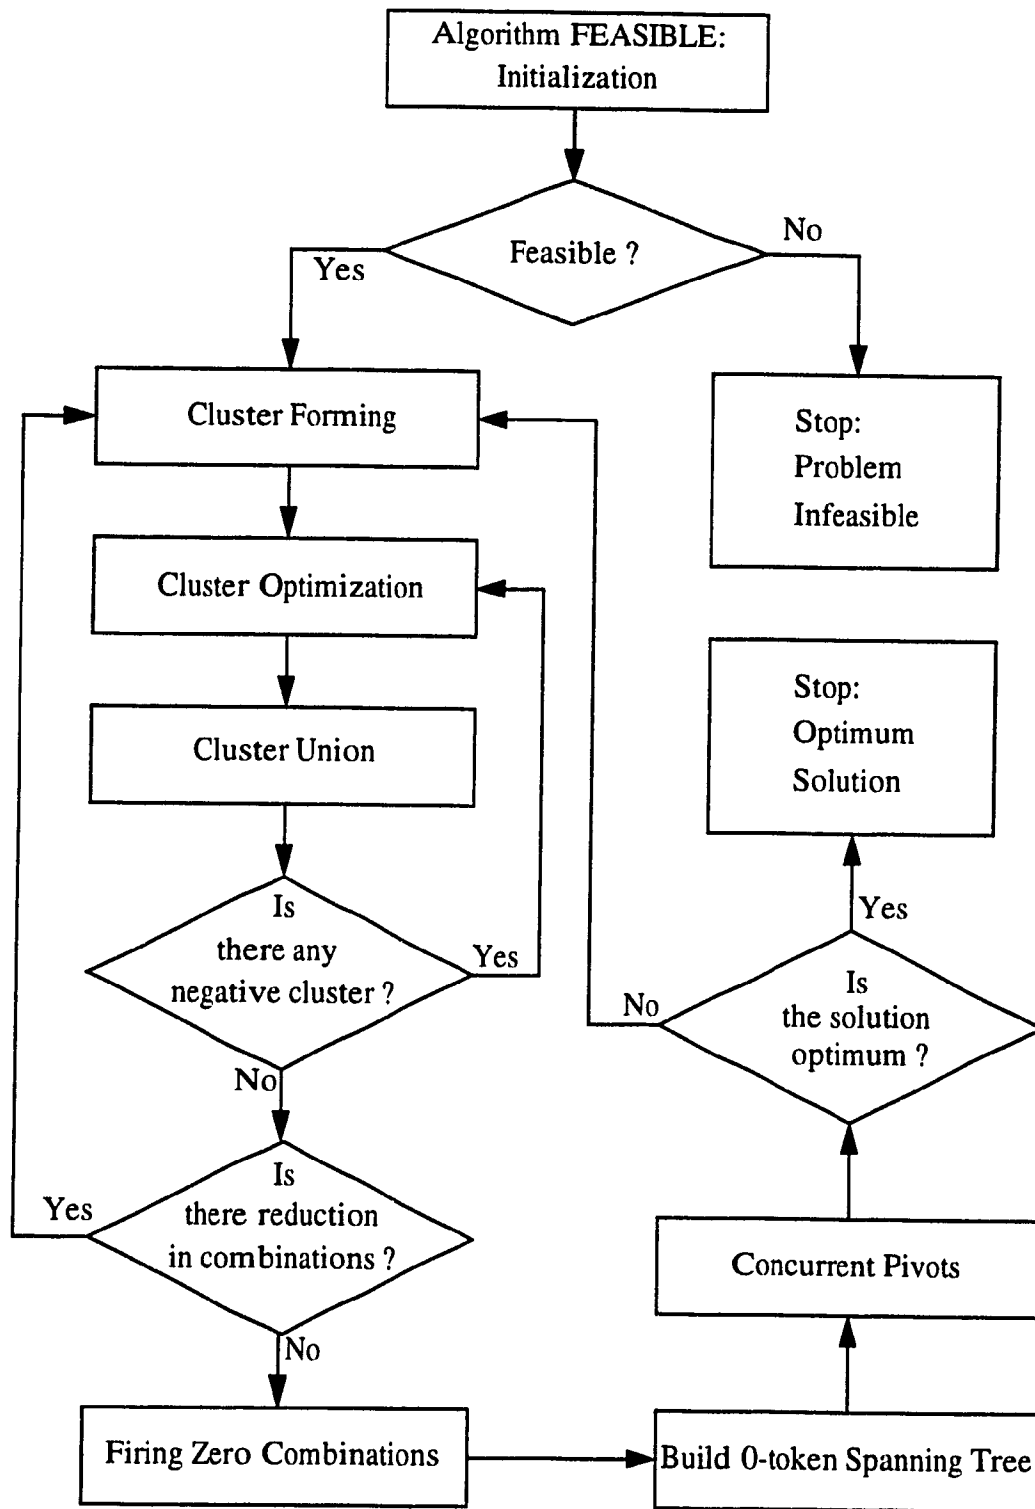 Algorithm FEASIBLE:
Initialization
Feasible ?
No
Yes
Cluster Forming
Stop:
Problem
Infeasible
Cluster Optimization
Stop:
Optimum
Solution
Cluster Union
Is
there any
negative cluster ?
Yes
Yes
No
Is
the solution
optimum ?
No
Is
there reduction
in combinations ?
Yes
Concurrent Pivots
No
Firing Zero Combinations
Build 0-token Spanning Tree